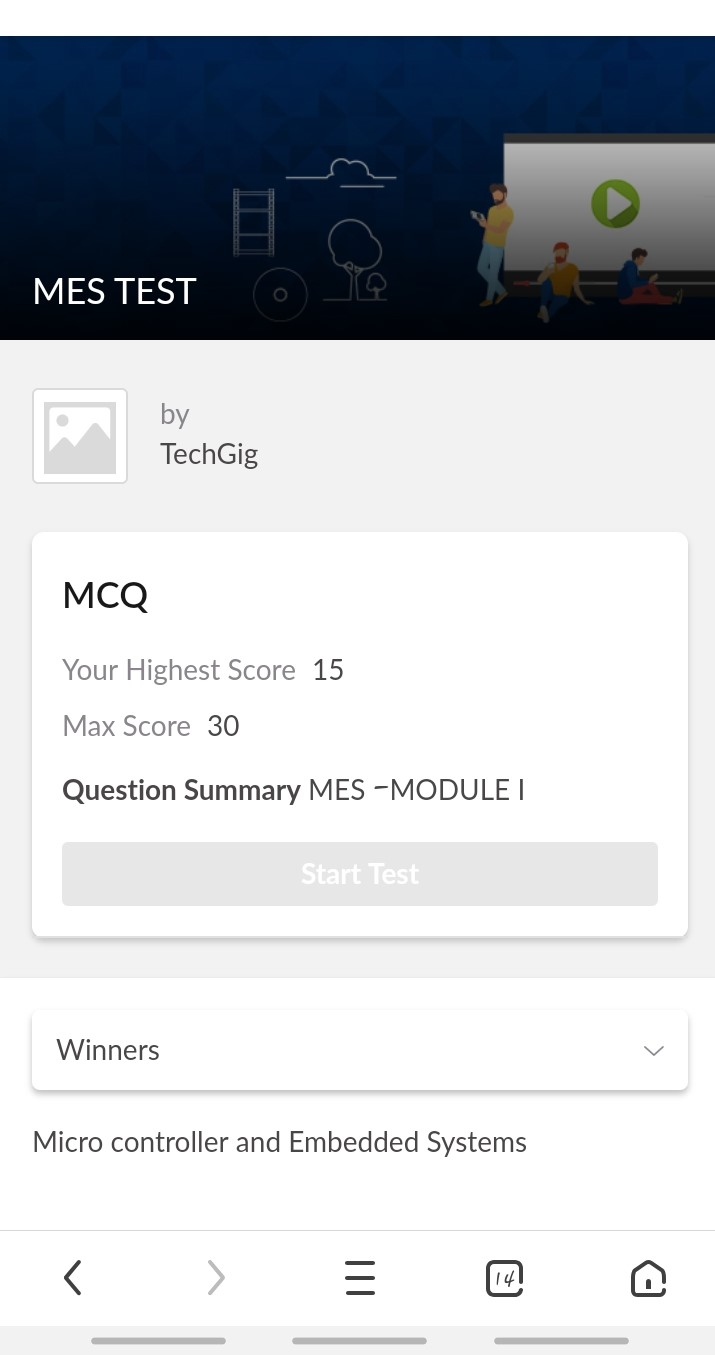 MES TEST
by
TechGig
MCQ
Your Highest Score 15
Max Score 30
Question Summary MES –MODULE I
Start Test
Winners
Micro controller and Embedded Systems
14